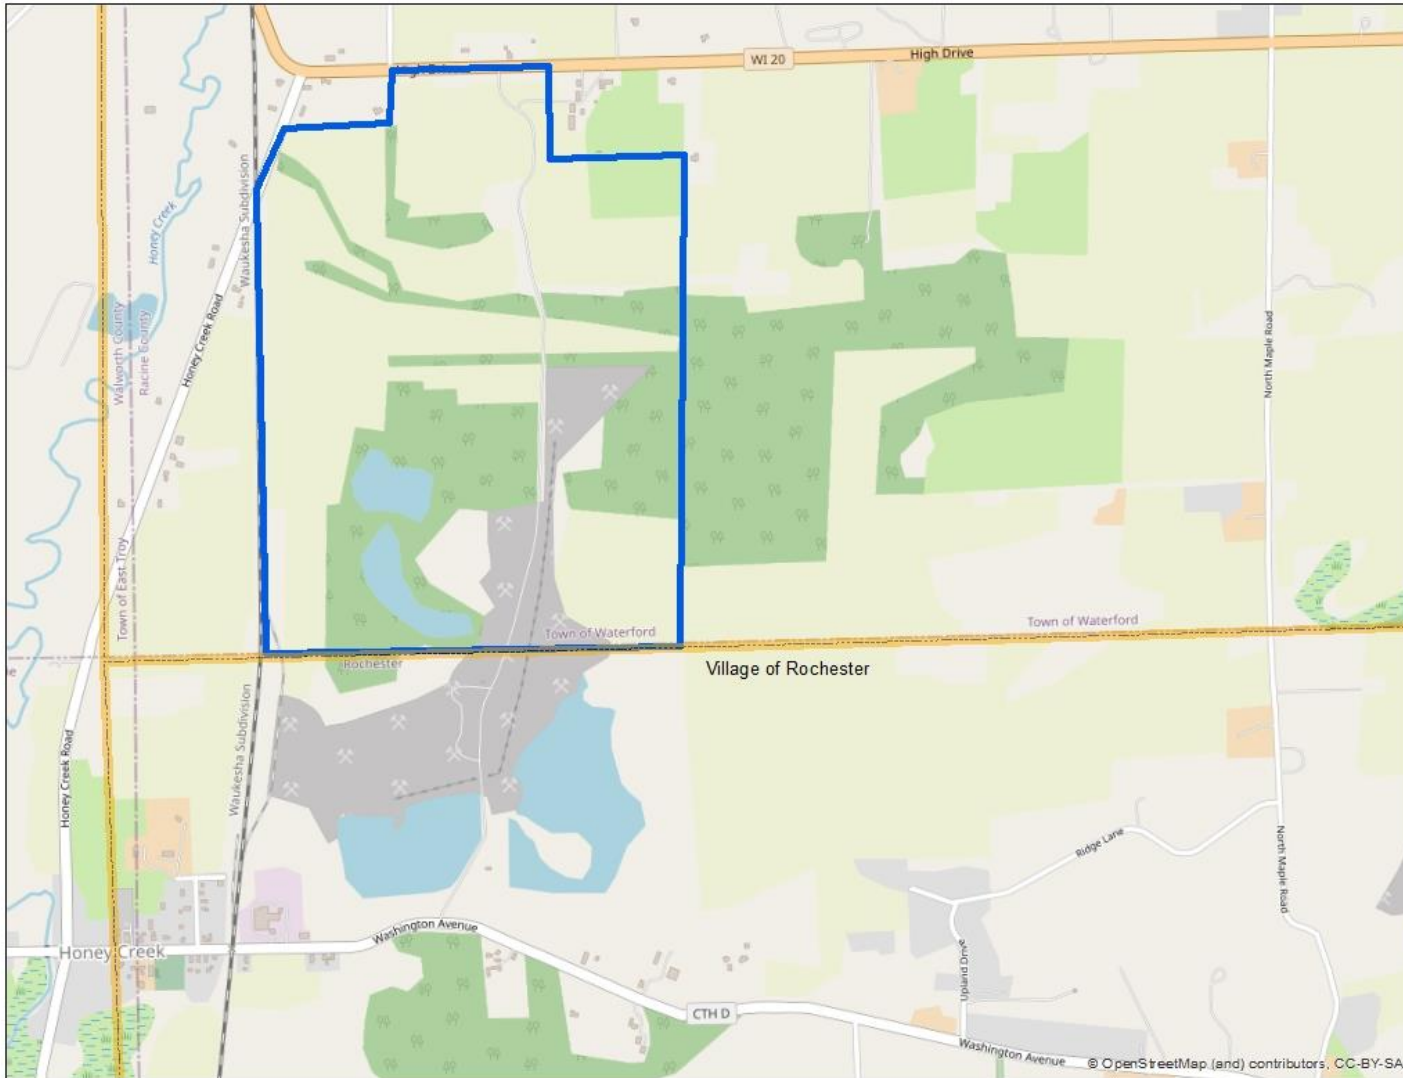 High Drive
WI 20
High Drive
Honey Creek
Waukesha Subdivision
Honey Creek Road
Walworth County
Racine County
North Maple Road
Town of East Troy
Town of Waterford
Town of Waterford
Rochester
Village of Rochester
Waukesha Subdivision
Honey Creek Road
Ridge Lane
North Maple Road
Washington Avenue
Honey Creek
Upland Drive
CTH D
Washington Avenue
© OpenStreetMap (and) contributors, CC-BY-SA